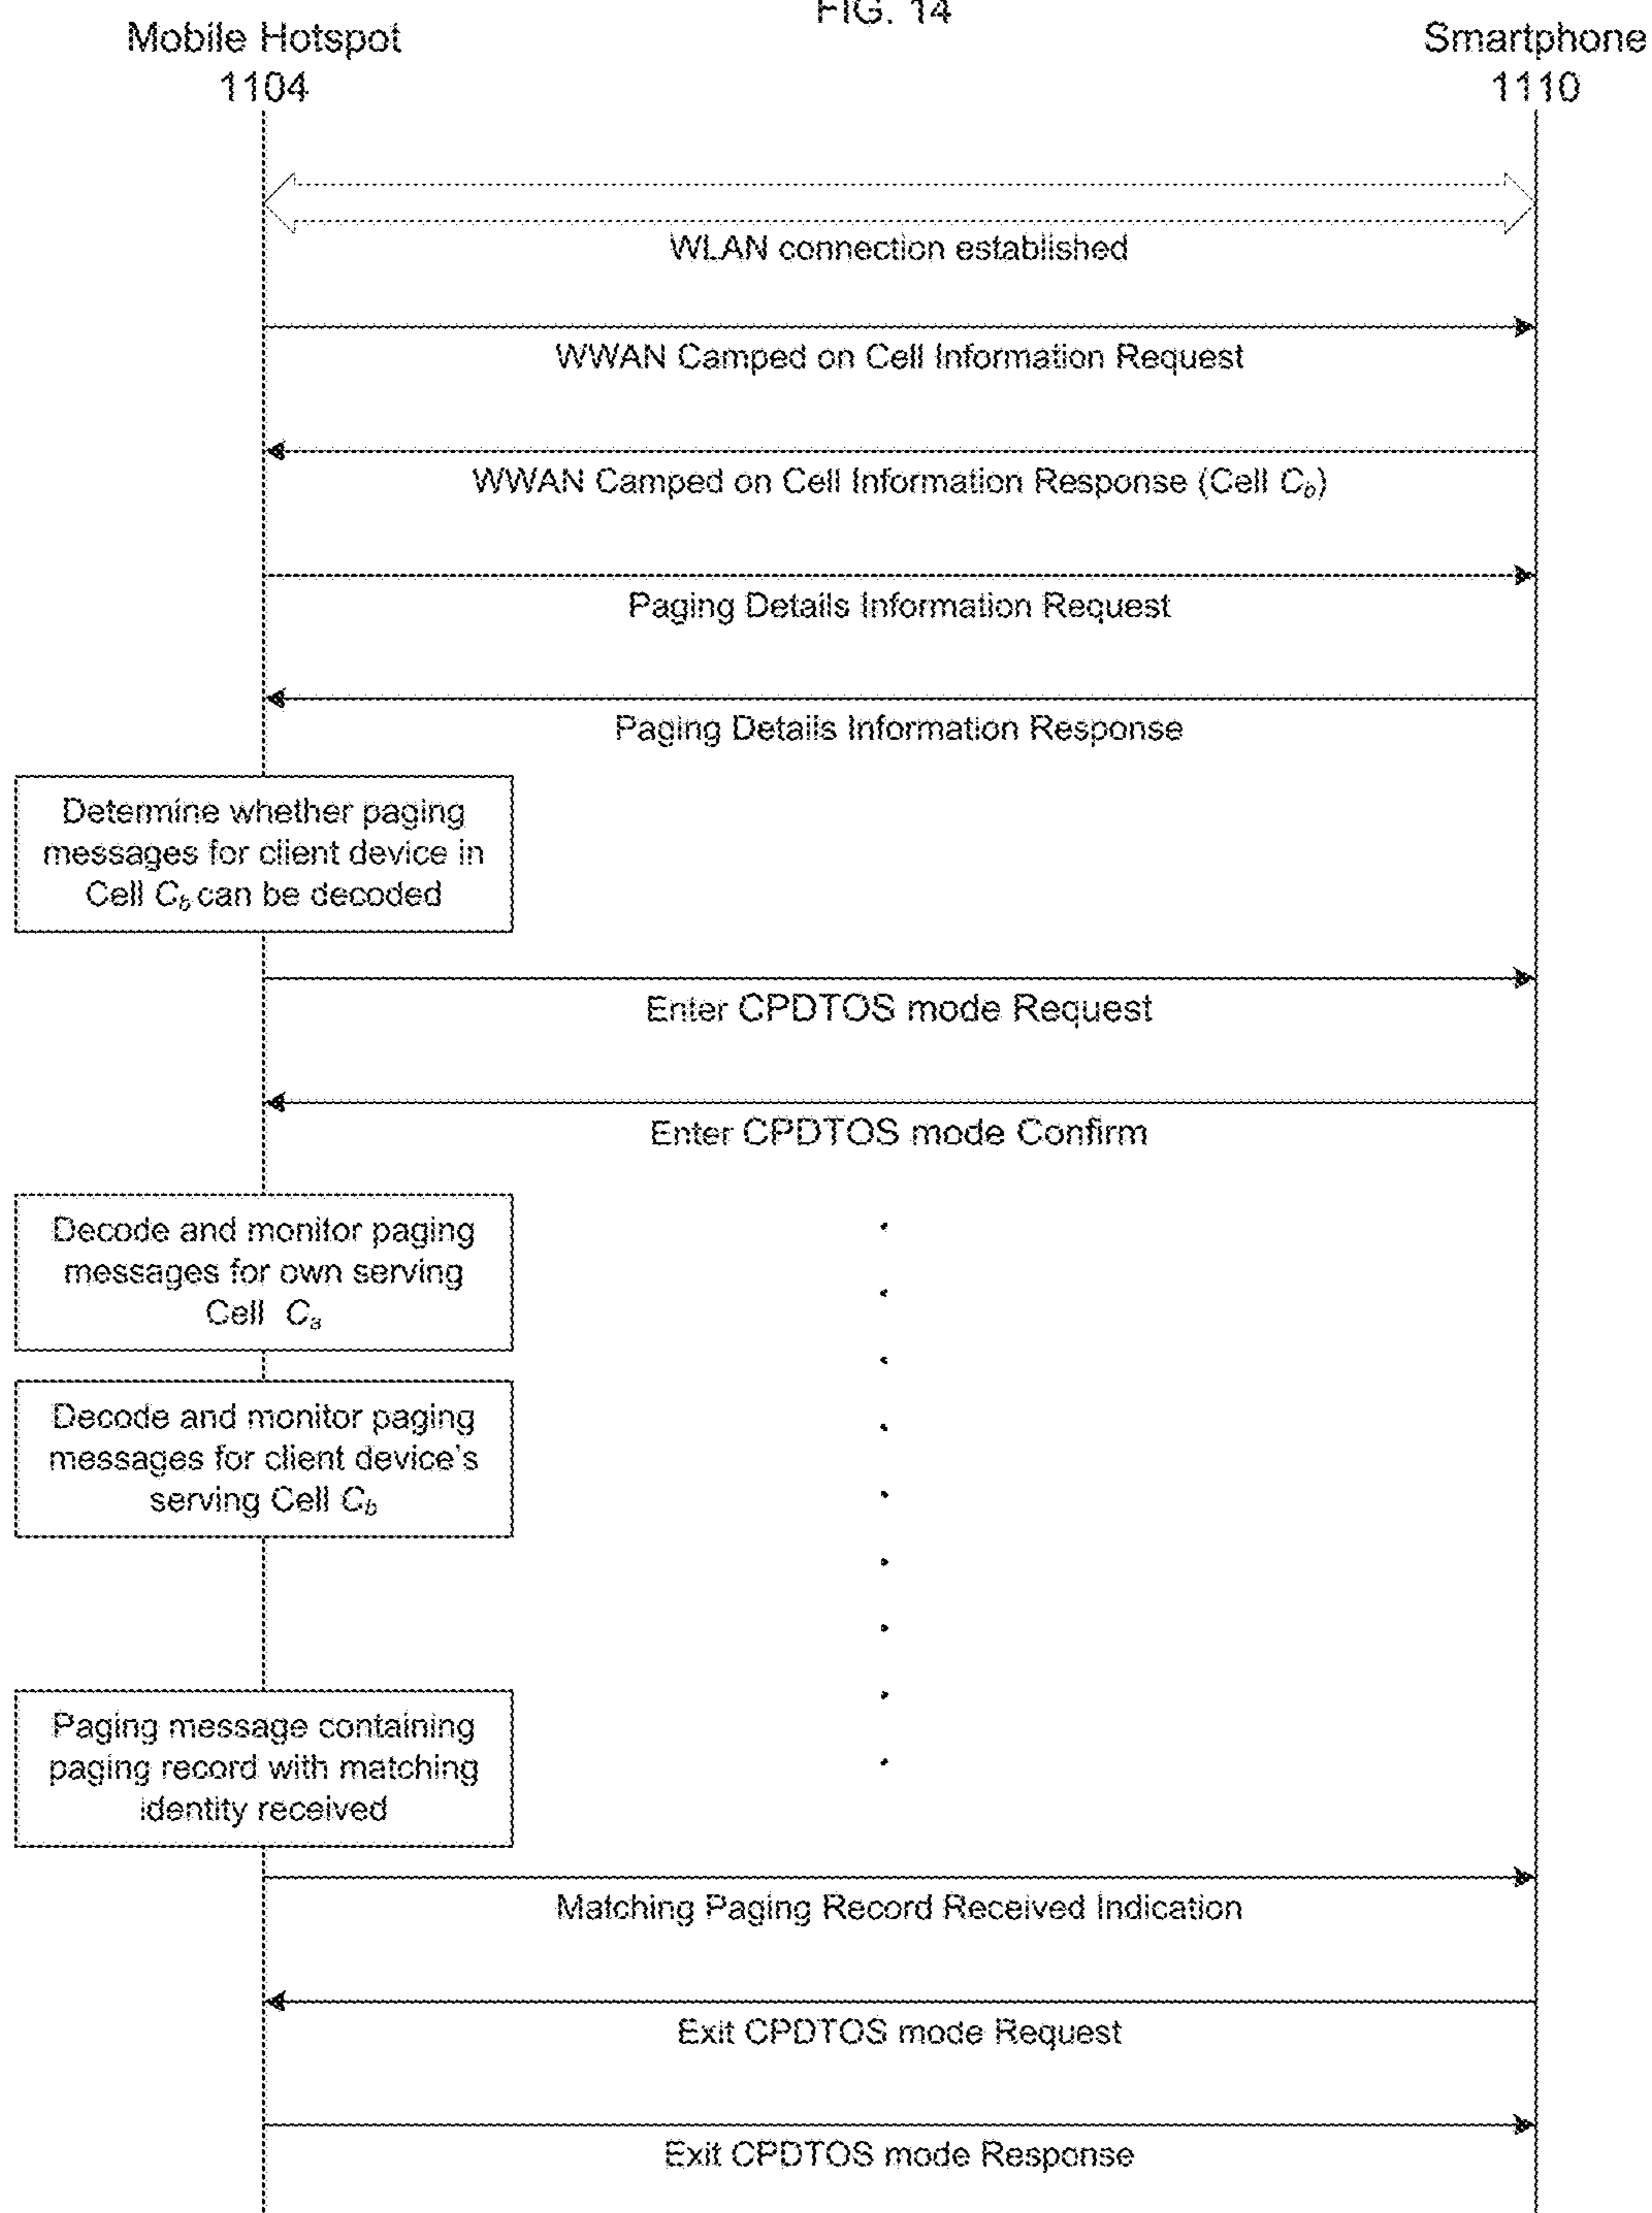 FIG. 14
Mobile Hotspot
1104
Smartphone
1110
WLAN connection established
WWAN Camped on Cell Information Request
WWAN Camped on Cell Information Response (Cell C_b)
Paging Details Information Request
Paging Details Information Response
Determine whether paging
messages for client device in
Cell C_b can be decoded
Enter CPDTOS mode Request
Enter CPDTOS mode Confirm
Decode and monitor paging
messages for own serving
Cell C_a
Decode and monitor paging
messages for client device's
serving Cell C_b
Paging message containing
paging record with matching
identity received
Matching Paging Record Received Indication
Exit CPDTOS mode Request
Exit CPDTOS mode Response